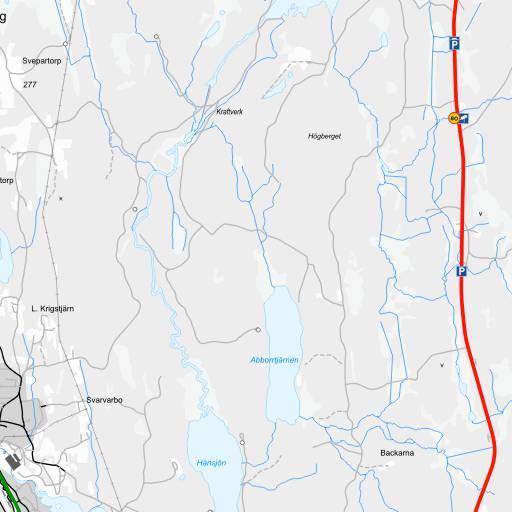 g
Svepartorp
277
Kraftverk
Högberget
P
80
torp
x
v
P
L. Krigstjärn
Abborrtjärnen
v
Svarvarbo
Backarna
Hänsjön